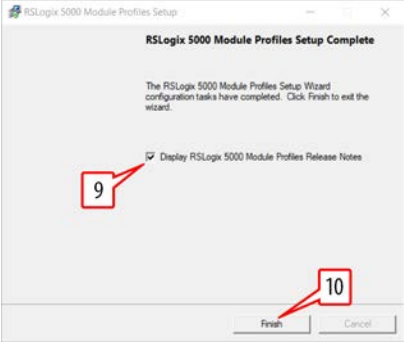 RSLogix 5000 Module Profiles Setup
RSLogix 5000 Module Profiles Setup Complete
The RSLogix 5000 Module Profiles Setup Wizard
configuration tasks have completed. Click Finish to exit the
wizard.
Display RSLogix 5000 Module Profiles Release Notes
9
10
Finish
Cancel